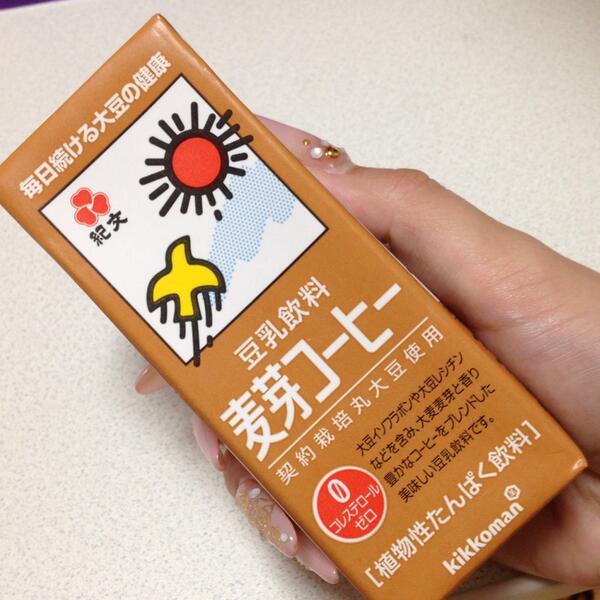 毎日続ける大豆の健康
紀文
豆乳飲料
麦芽コーヒー
契約栽培丸大豆使用
大豆イソフラボンや大豆レシチン
などを含み、大麦麦芽と香り
豊かなコーヒーをブレンドした
美味しい豆乳飲料です。
0
コレステロール
ゼロ
[植物性たんぱく飲料]
kikkoman